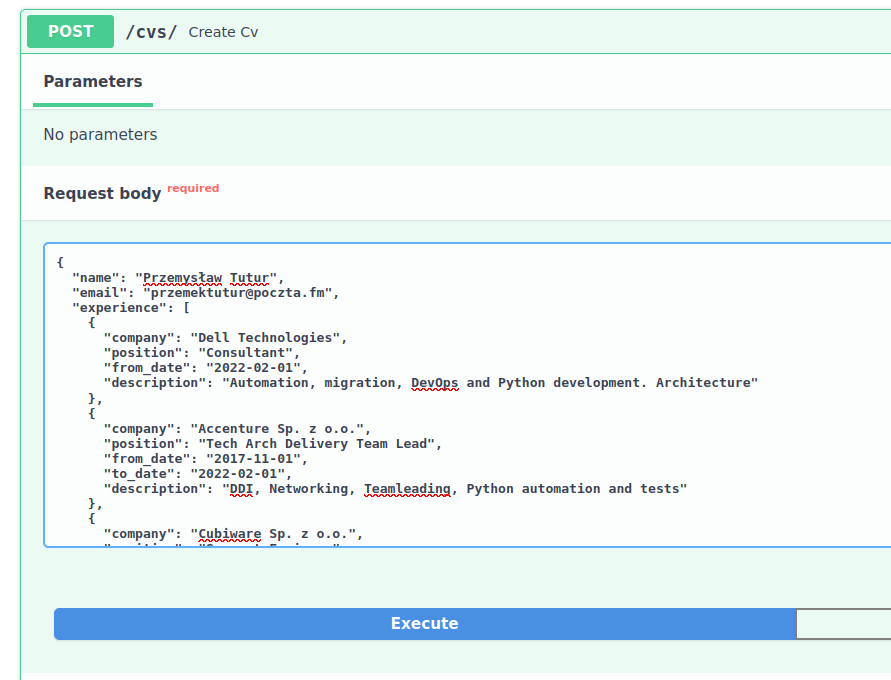 POST /cvs/ Create Cv
Parameters
No parameters
Request body required
{
"name": "Przemysław Tutur",
"email": "przemektutur@poczta.fm",
"experience": [
{
"company": "Dell Technologies",
"position": "Consultant",
"from_date": "2022-02-01",
"description": "Automation, migration, DevOps and Python development. Architecture"
},
{
"company": "Accenture Sp. z o.o.",
"position": "Tech Arch Delivery Team Lead",
"from_date": "2017-11-01",
"to_date": "2022-02-01",
"description": "DDI, Networking, Teamleading, Python automation and tests"
},
{
"company": "Cubiware Sp. z o.o.",
Execute